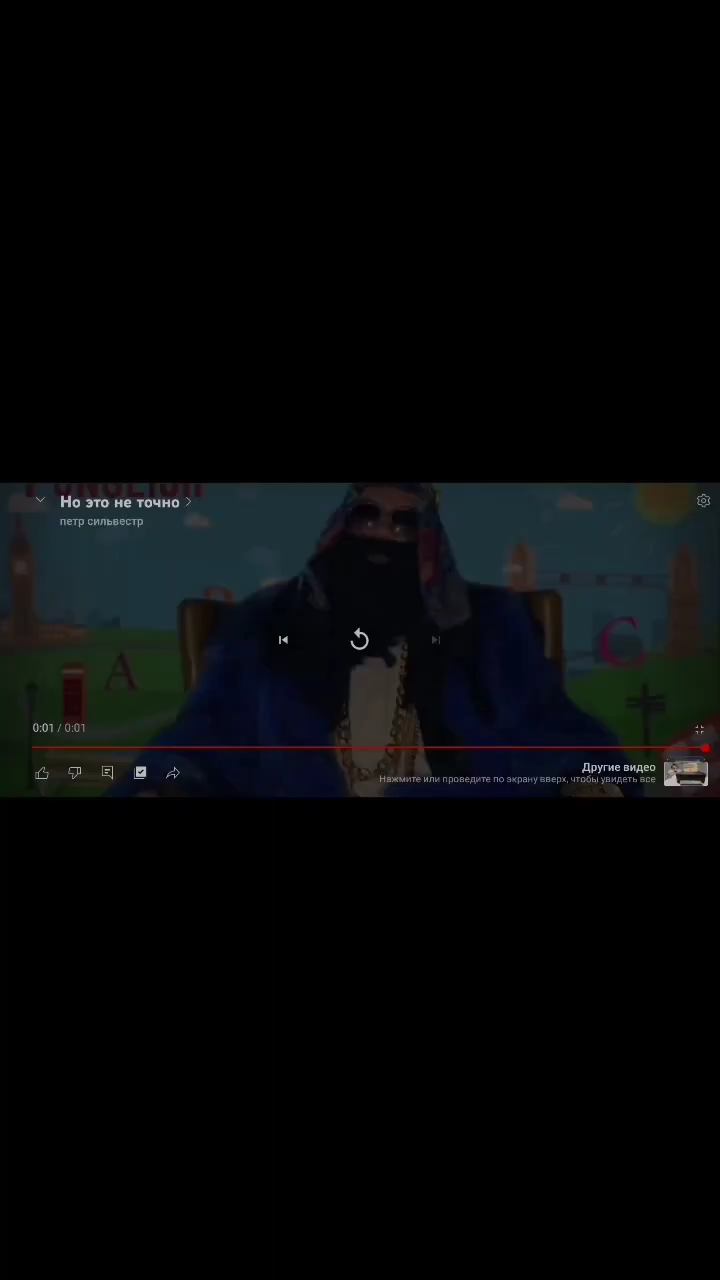 Но это не точно
петр сильвестр
A
C
0:01 / 0:01
Другие видео
Нажмите или проведите по экрану вверх, чтобы увидеть все